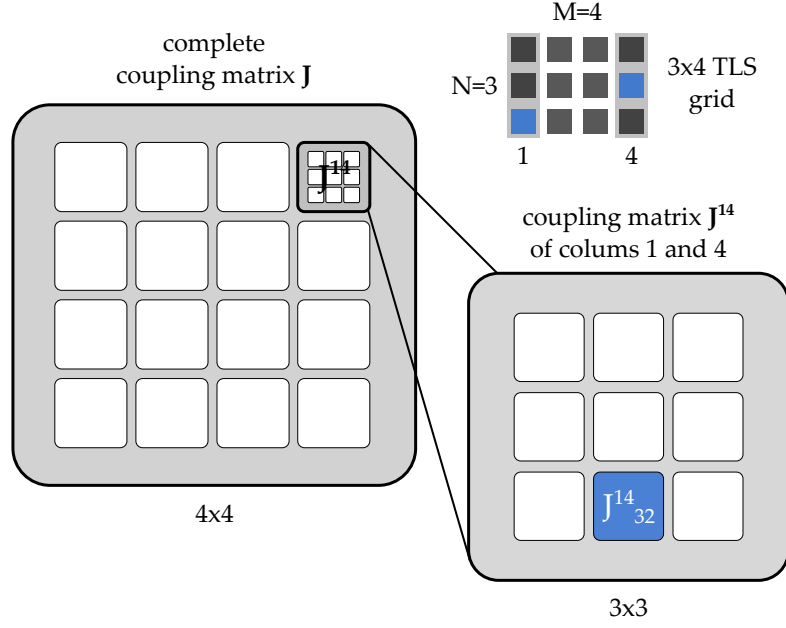 complete
coupling matrix J
M=4
N=3
3x4 TLS
grid
1
4
J¹⁴
coupling matrix J¹⁴
of colums 1 and 4
J¹⁴₃₂
4x4
3x3